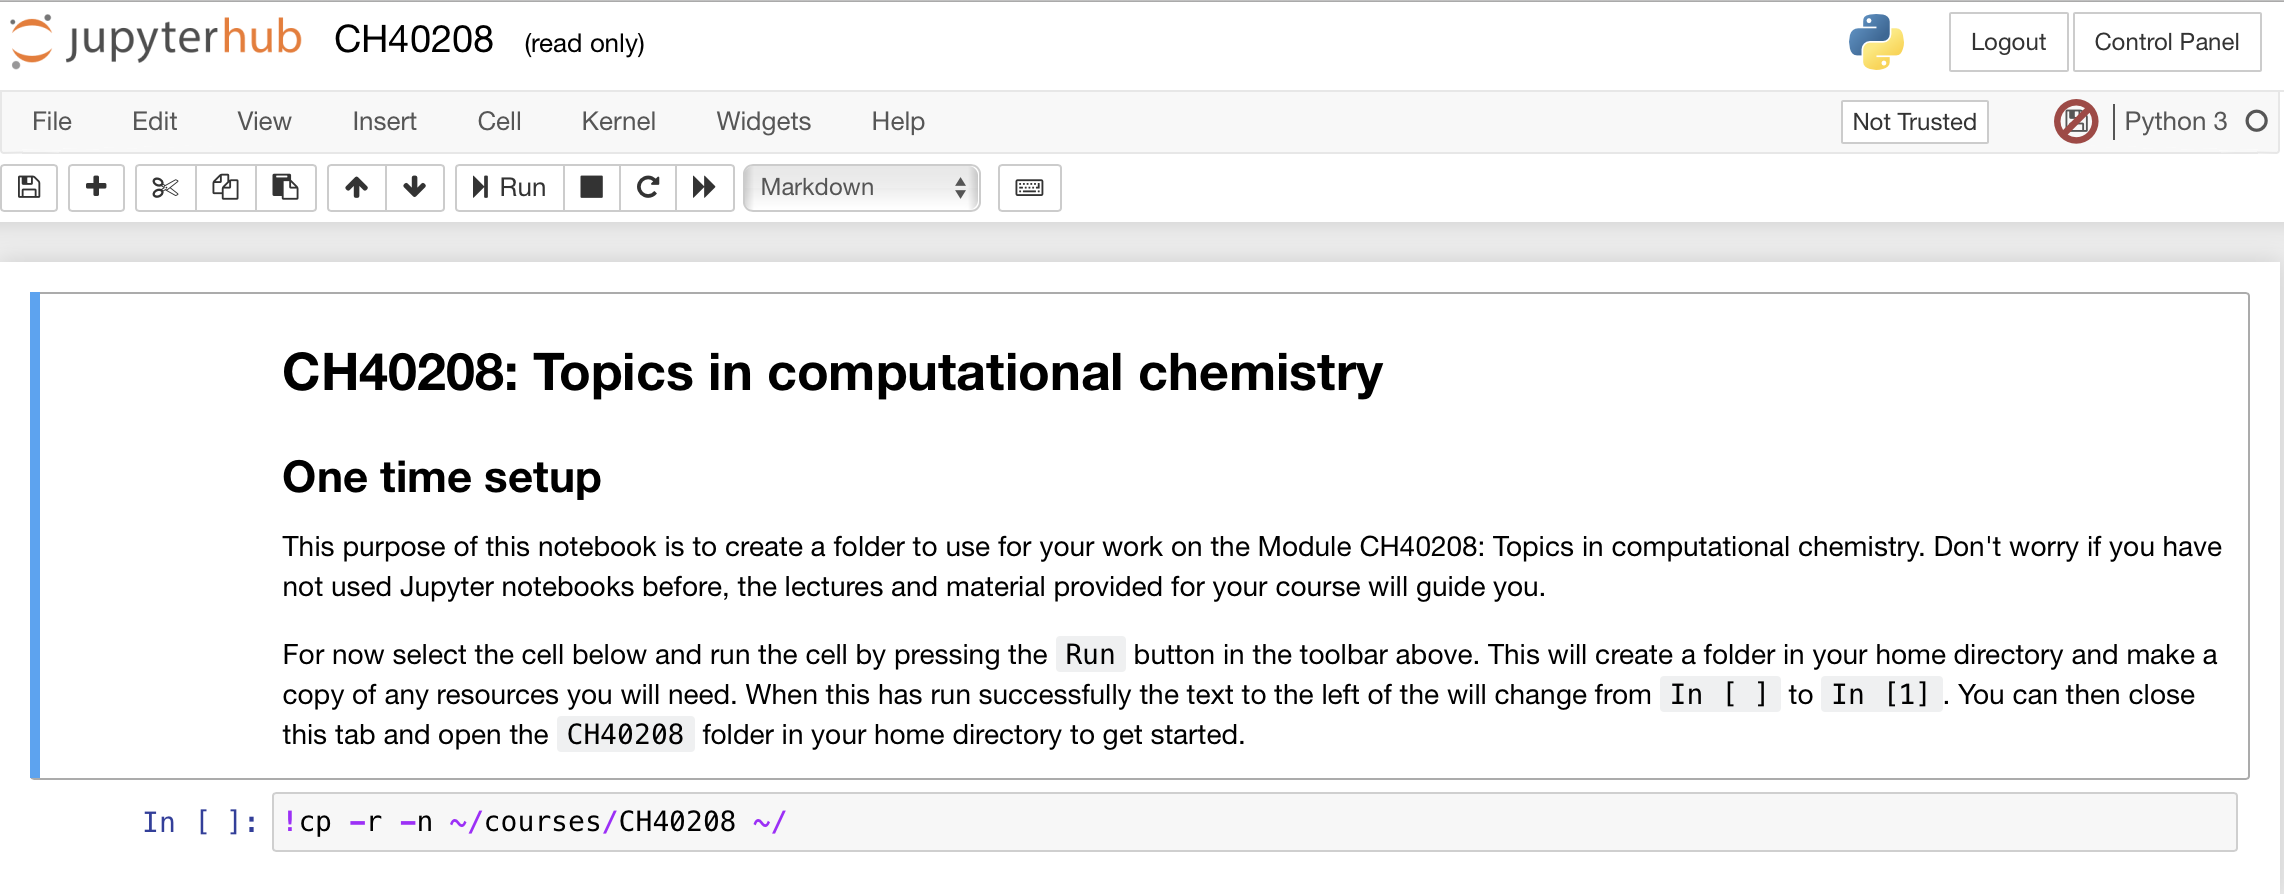 jupyterhub CH40208 (read only) Logout Control Panel
File Edit View Insert Cell Kernel Widgets Help Not Trusted Python 3
Run Markdown
CH40208: Topics in computational chemistry
One time setup
This purpose of this notebook is to create a folder to use for your work on the Module CH40208: Topics in computational chemistry. Don't worry if you have
not used Jupyter notebooks before, the lectures and material provided for your course will guide you.
For now select the cell below and run the cell by pressing the Run button in the toolbar above. This will create a folder in your home directory and make a
copy of any resources you will need. When this has run successfully the text to the left of the will change from In [ ] to In [1]. You can then close
this tab and open the CH40208 folder in your home directory to get started.
In [ ]: !cp -r -n ~/courses/CH40208 ~/